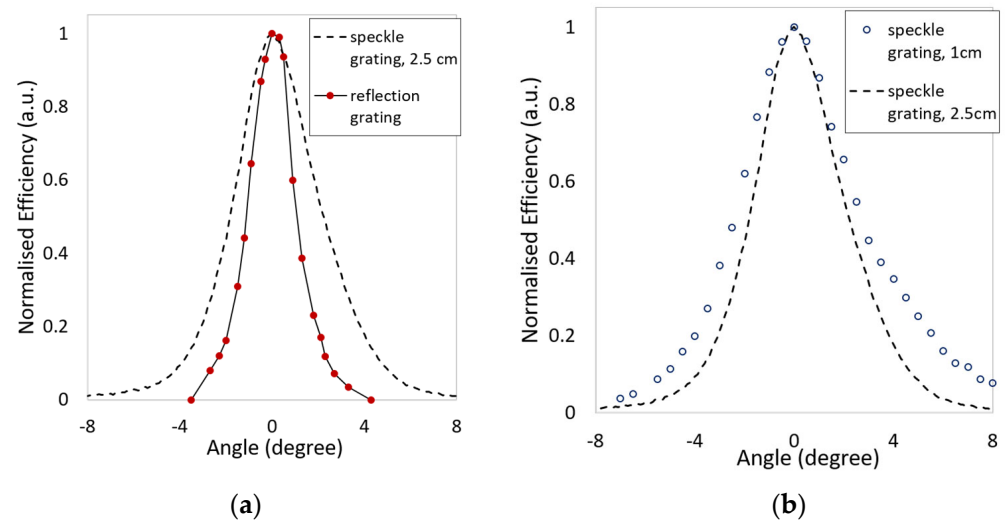 Normalised Efficiency (a.u.)
1
0.8
0.6
0.4
0.2
0
-8 -4 0 4 8
Angle (degree)
speckle
grating, 2.5 cm
reflection
grating
(a)
Normalised Efficiency (a.u.)
1
0.8
0.6
0.4
0.2
0
-8 -4 0 4 8
Angle (degree)
speckle
grating, 1cm
speckle
grating, 2.5cm
(b)